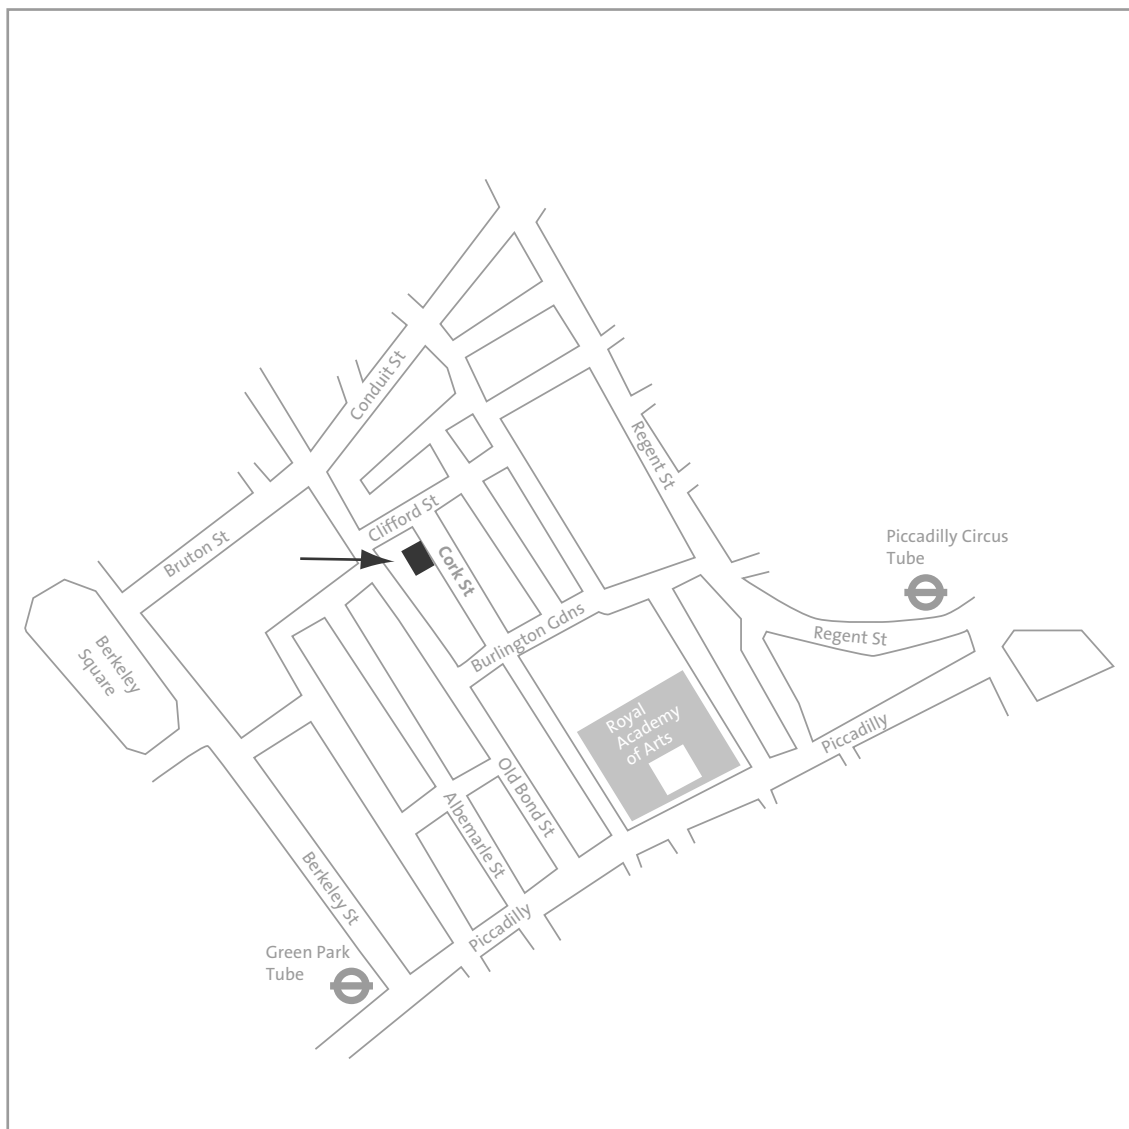 Conduit St
Regent St
Clifford St
Bruton St
Cork St
Piccadilly Circus
Tube
Burlington Gdns
Regent St
Berkeley
Square
Royal
Academy
of Arts
Piccadilly
Old Bond St
Albemarle St
Berkeley St
Piccadilly
Green Park
Tube